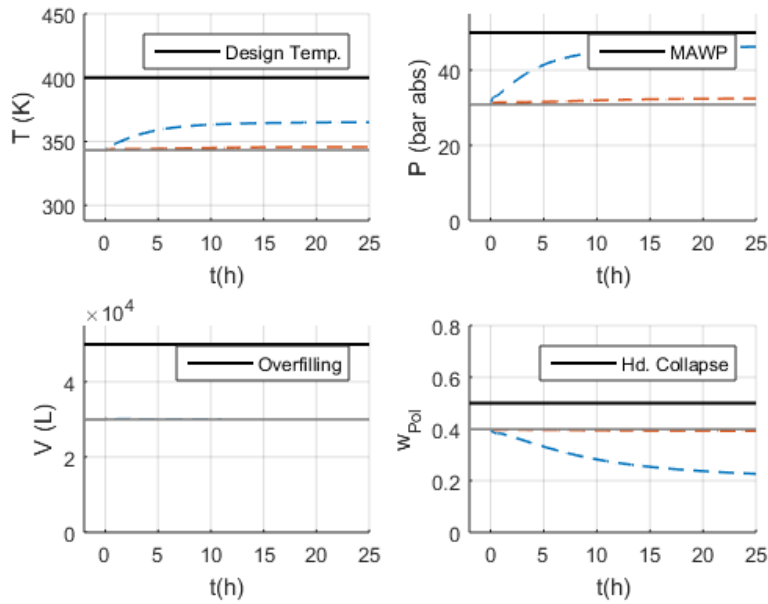 450
400
350
300
T (K)
Design Temp.
0 5 10 15 20 25
t(h)
40
20
0
P (bar abs)
MAWP
0 5 10 15 20 25
t(h)
×10⁴
4
2
0
V (L)
Overfilling
0 5 10 15 20 25
t(h)
0.8
0.6
0.4
0.2
0
w_Pol
Hd. Collapse
0 5 10 15 20 25
t(h)